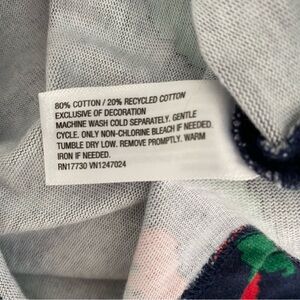 80% COTTON / 20% RECYCLED COTTON
EXCLUSIVE OF DECORATION
MACHINE WASH COLD SEPARATELY. GENTLE
CYCLE. ONLY NON-CHLORINE BLEACH IF NEEDED.
TUMBLE DRY LOW. REMOVE PROMPTLY. WARM
IRON IF NEEDED.
RN17730 VN1247024